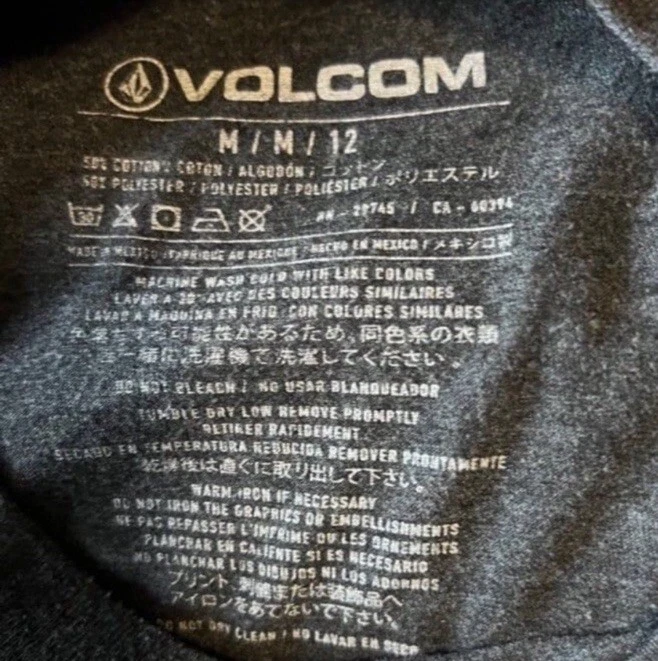 VOLCOM
M / M / 12
50% COTTON / COTON / ALGODON / コットン
50% POLYESTER / POLYESTER / POLIESTER / ポリエステル
RN - 22745 / CA - 60394
MADE IN MEXICO / FABRIQUE AU MEXIQUE / HECHO EN MEXICO / メキシコ製
MACHINE WASH COLD WITH LIKE COLORS
LAVER A 30° AVEC DES COULEURS SIMILAIRES
LAVAR A MAQUINA EN FRIO CON COLORES SIMILARES
色落ちする可能性があるため、同色系の衣類
と一緒に洗濯機で洗濯してください。
DO NOT BLEACH / NO USAR BLANQUEADOR
TUMBLE DRY LOW REMOVE PROMPTLY
RETIRER RAPIDEMENT
SECADO EN TEMPERATURA REDUCIDA REMOVER PRONTAMENTE
乾燥後は直ぐに取り出して下さい。
WARM IRON IF NECESSARY
DO NOT IRON THE GRAPHICS OR EMBELLISHMENTS
NE PAS REPASSER L'IMPRIME OU LES ORNEMENTS
PLANCHAR EN CALIENTE SI ES NECESARIO
NO PLANCHAR LOS DIBUJOS NI LOS ADORNOS
プリント、刺繍または装飾品へ
アイロンをあてないで下さい。
DO NOT DRY CLEAN / NO LAVAR EN SECO